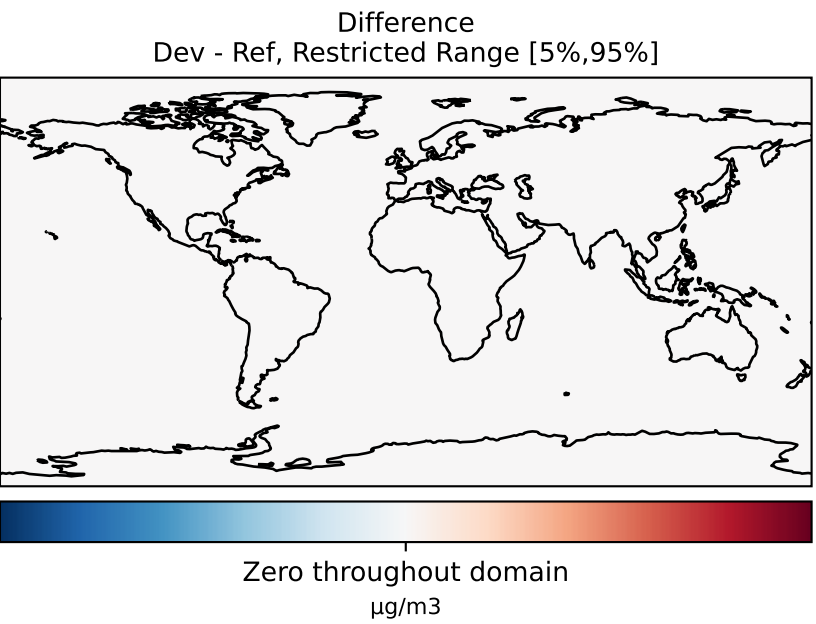 Difference
Dev - Ref, Restricted Range [5%,95%]
Zero throughout domain
μg/m3